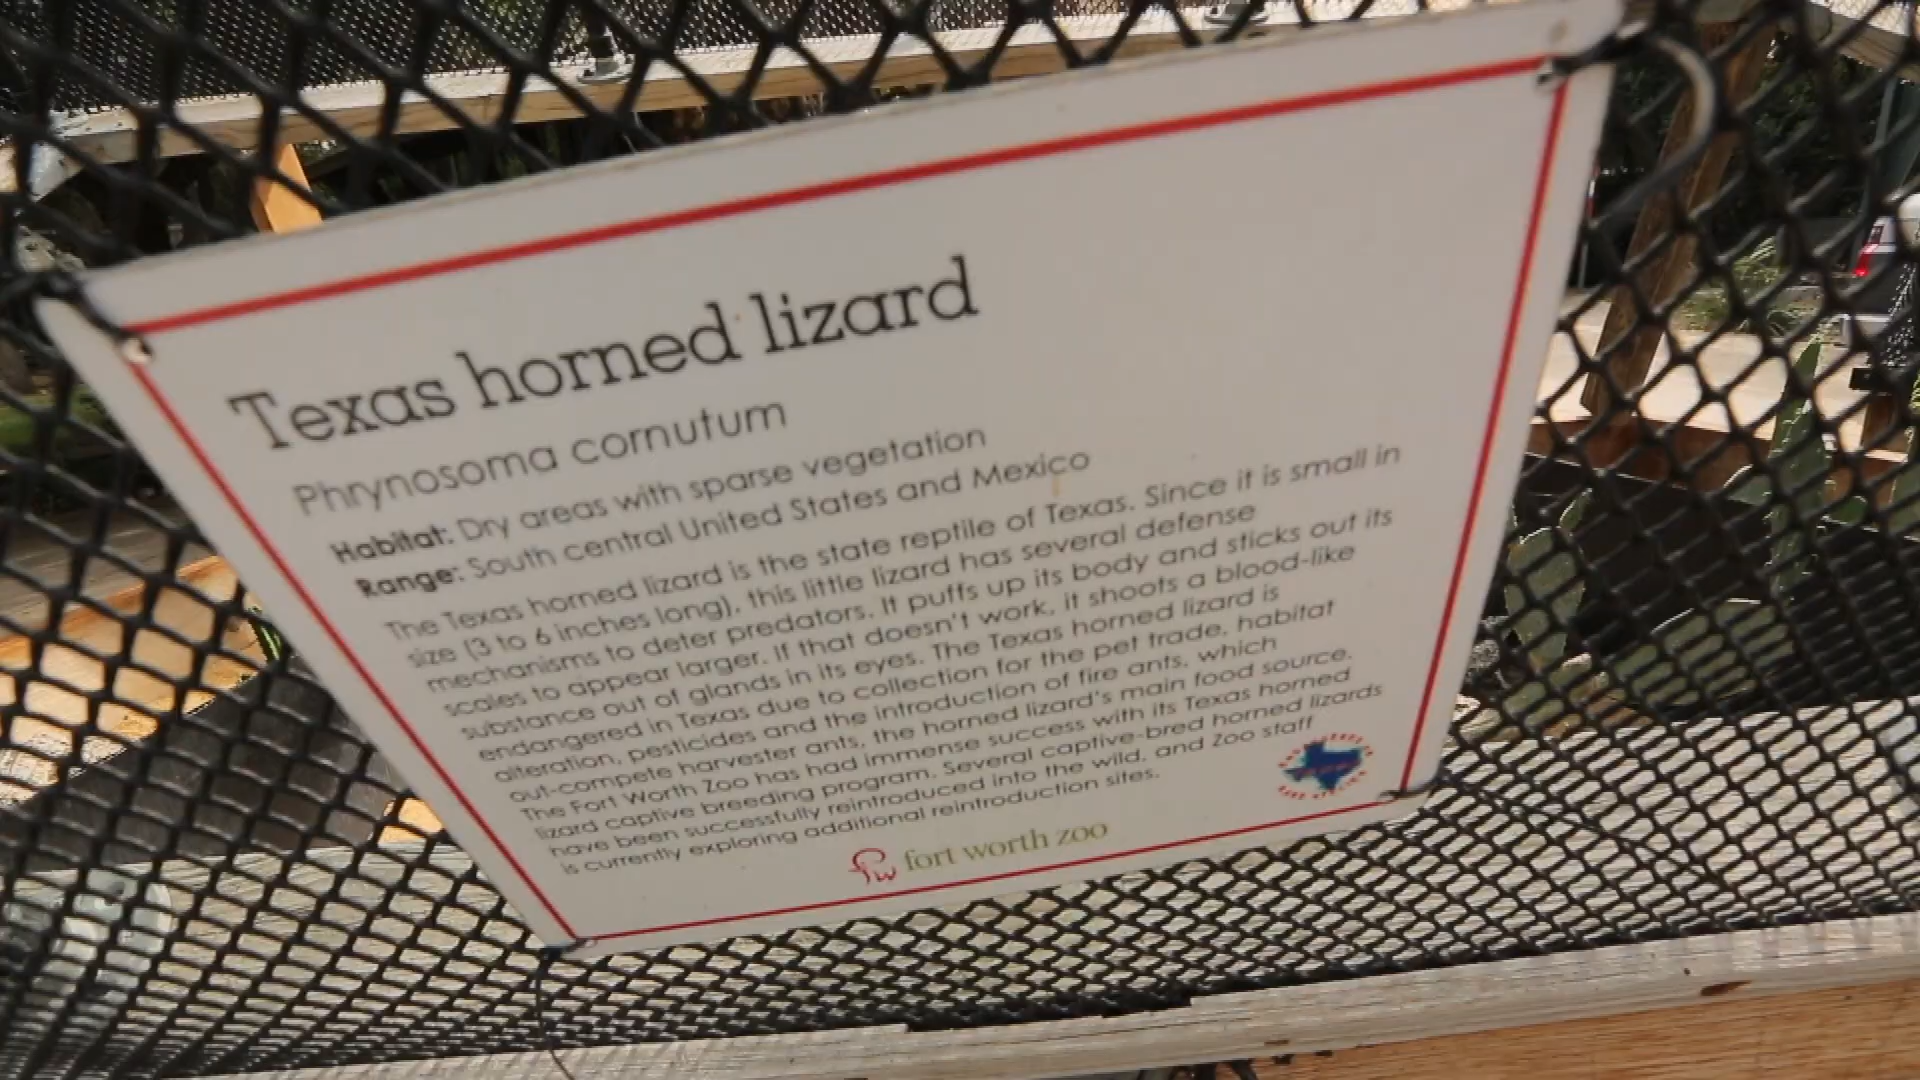 Texas horned lizard
Phrynosoma cornutum
Habitat: Dry areas with sparse vegetation
Range: South central United States and Mexico
The Texas horned lizard is the state reptile of Texas. Since it is small in
size (3 to 6 inches long), this little lizard has several defense
mechanisms to deter predators. It puffs up its body and sticks out its
scales to appear larger. If that doesn't work, it shoots a blood-like
substance out of glands in its eyes. The Texas horned lizard is
endangered in Texas due to collection for the pet trade, habitat
alteration, pesticides and the introduction of fire ants, which
out-compete harvester ants, the horned lizard's main food source.
The Fort Worth Zoo has had immense success with its Texas horned
lizard captive breeding program. Several captive-bred horned lizards
have been successfully reintroduced into the wild, and Zoo staff
is currently exploring additional reintroduction sites.
fw fort worth zoo